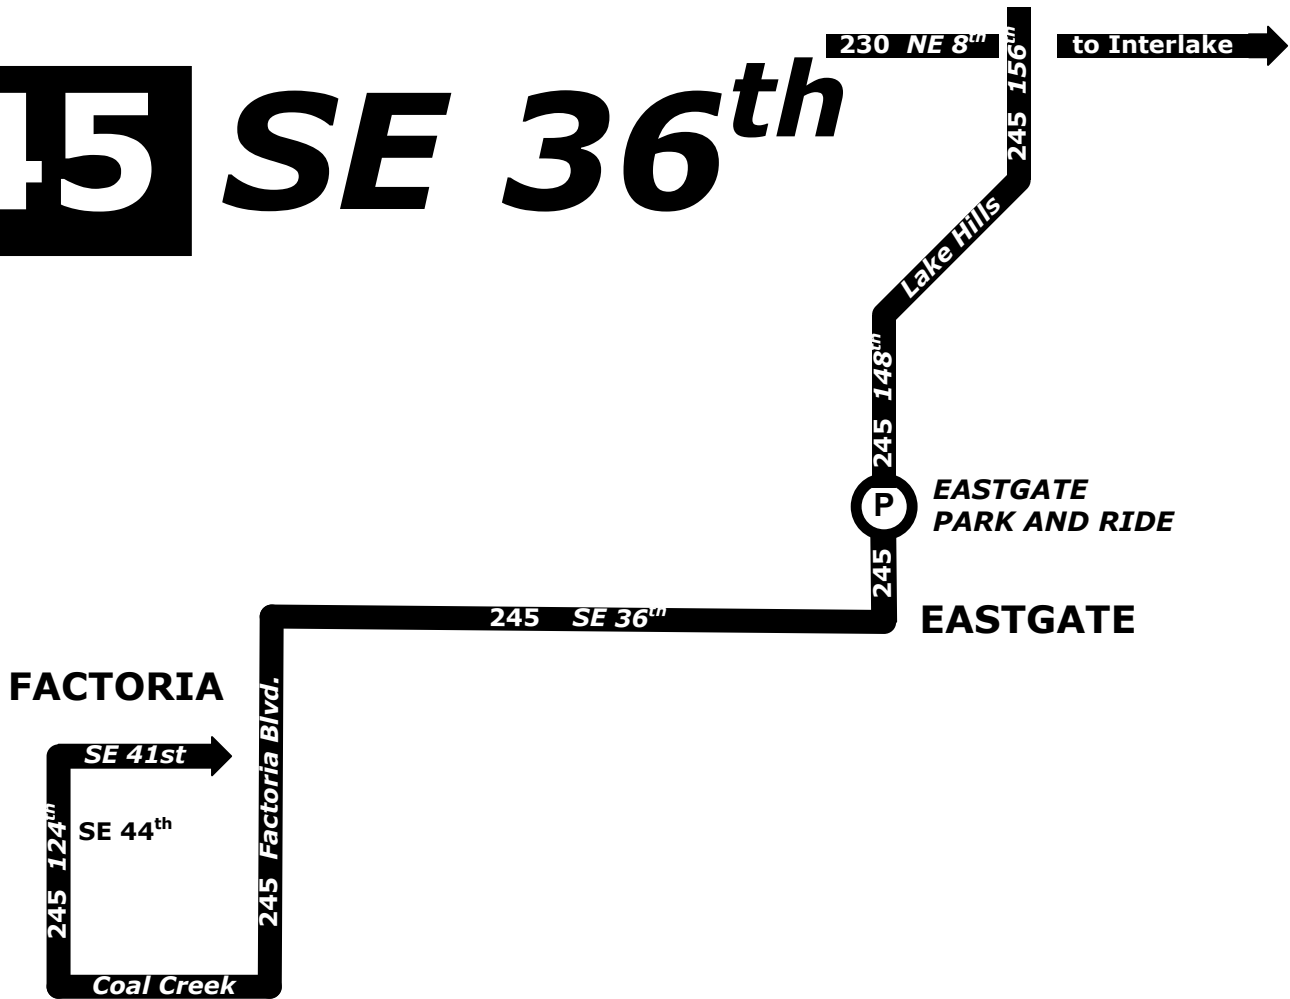 230 NE 8th
to Interlake
245 156th
5 SE 36th
Lake Hills
245 148th
P
EASTGATE
PARK AND RIDE
245
245 SE 36th
EASTGATE
FACTORIA
245 Factoria Blvd.
SE 41st
SE 44th
245 124th
Coal Creek